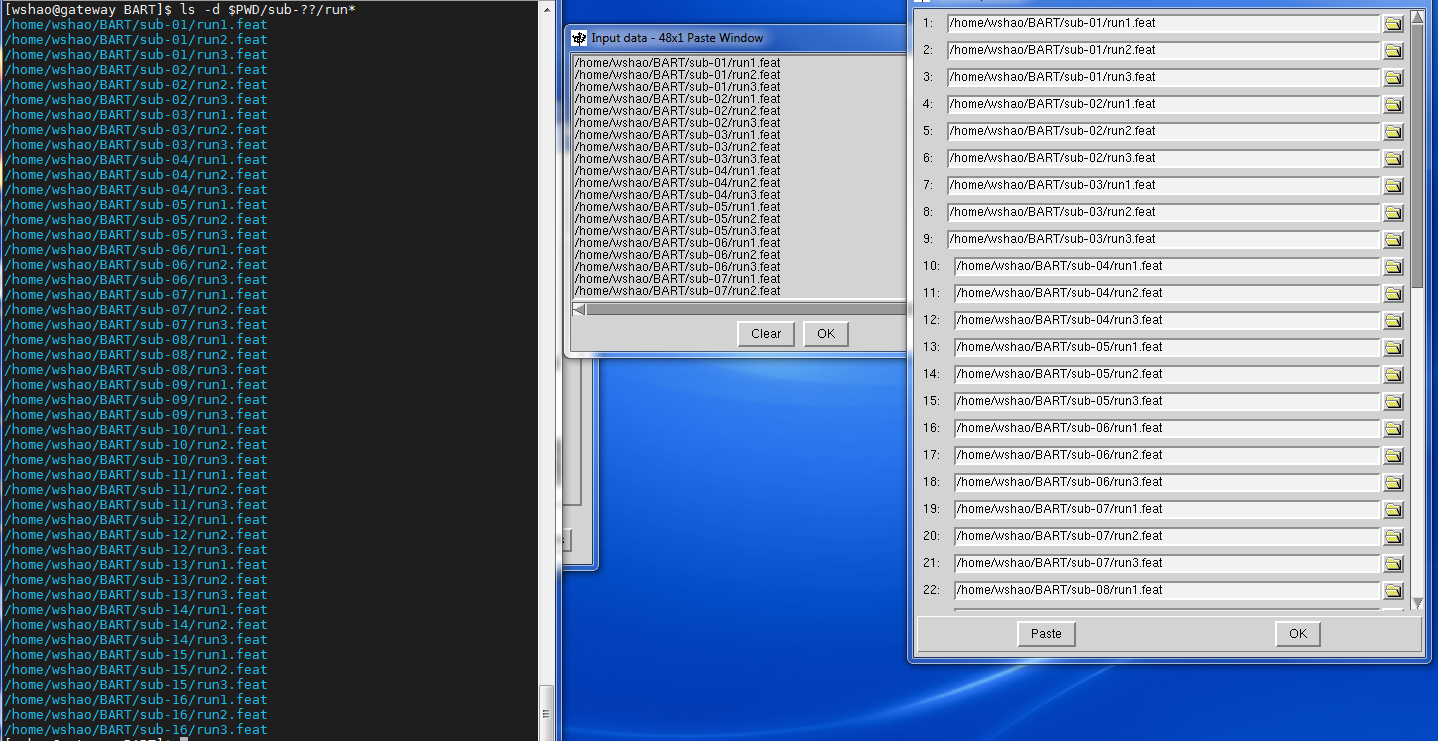 [wshao@gateway BART]$ ls -d $PWD/sub-??/run*
/home/wshao/BART/sub-01/run1.feat
/home/wshao/BART/sub-01/run2.feat
/home/wshao/BART/sub-01/run3.feat
/home/wshao/BART/sub-02/run1.feat
/home/wshao/BART/sub-02/run2.feat
/home/wshao/BART/sub-02/run3.feat
/home/wshao/BART/sub-03/run1.feat
/home/wshao/BART/sub-03/run2.feat
/home/wshao/BART/sub-03/run3.feat
/home/wshao/BART/sub-04/run1.feat
/home/wshao/BART/sub-04/run2.feat
/home/wshao/BART/sub-04/run3.feat
/home/wshao/BART/sub-05/run1.feat
/home/wshao/BART/sub-05/run2.feat
/home/wshao/BART/sub-05/run3.feat
/home/wshao/BART/sub-06/run1.feat
/home/wshao/BART/sub-06/run2.feat
/home/wshao/BART/sub-06/run3.feat
/home/wshao/BART/sub-07/run1.feat
/home/wshao/BART/sub-07/run2.feat
/home/wshao/BART/sub-07/run3.feat
/home/wshao/BART/sub-08/run1.feat
/home/wshao/BART/sub-08/run2.feat
/home/wshao/BART/sub-08/run3.feat
/home/wshao/BART/sub-09/run1.feat
/home/wshao/BART/sub-09/run2.feat
/home/wshao/BART/sub-09/run3.feat
/home/wshao/BART/sub-10/run1.feat
/home/wshao/BART/sub-10/run2.feat
/home/wshao/BART/sub-10/run3.feat
/home/wshao/BART/sub-11/run1.feat
/home/wshao/BART/sub-11/run2.feat
/home/wshao/BART/sub-11/run3.feat
/home/wshao/BART/sub-12/run1.feat
/home/wshao/BART/sub-12/run2.feat
/home/wshao/BART/sub-12/run3.feat
/home/wshao/BART/sub-13/run1.feat
/home/wshao/BART/sub-13/run2.feat
/home/wshao/BART/sub-13/run3.feat
/home/wshao/BART/sub-14/run1.feat
/home/wshao/BART/sub-14/run2.feat
/home/wshao/BART/sub-14/run3.feat
/home/wshao/BART/sub-15/run1.feat
/home/wshao/BART/sub-15/run2.feat
/home/wshao/BART/sub-15/run3.feat
/home/wshao/BART/sub-16/run1.feat
/home/wshao/BART/sub-16/run2.feat
/home/wshao/BART/sub-16/run3.feat
Input data - 48x1 Paste Window
/home/wshao/BART/sub-01/run1.feat
/home/wshao/BART/sub-01/run2.feat
/home/wshao/BART/sub-01/run3.feat
/home/wshao/BART/sub-02/run1.feat
/home/wshao/BART/sub-02/run2.feat
/home/wshao/BART/sub-02/run3.feat
/home/wshao/BART/sub-03/run1.feat
/home/wshao/BART/sub-03/run2.feat
/home/wshao/BART/sub-03/run3.feat
/home/wshao/BART/sub-04/run1.feat
/home/wshao/BART/sub-04/run2.feat
/home/wshao/BART/sub-04/run3.feat
/home/wshao/BART/sub-05/run1.feat
/home/wshao/BART/sub-05/run2.feat
/home/wshao/BART/sub-05/run3.feat
/home/wshao/BART/sub-06/run1.feat
/home/wshao/BART/sub-06/run2.feat
/home/wshao/BART/sub-06/run3.feat
/home/wshao/BART/sub-07/run1.feat
/home/wshao/BART/sub-07/run2.feat
Clear OK
1: /home/wshao/BART/sub-01/run1.feat
2: /home/wshao/BART/sub-01/run2.feat
3: /home/wshao/BART/sub-01/run3.feat
4: /home/wshao/BART/sub-02/run1.feat
5: /home/wshao/BART/sub-02/run2.feat
6: /home/wshao/BART/sub-02/run3.feat
7: /home/wshao/BART/sub-03/run1.feat
8: /home/wshao/BART/sub-03/run2.feat
9: /home/wshao/BART/sub-03/run3.feat
10: /home/wshao/BART/sub-04/run1.feat
11: /home/wshao/BART/sub-04/run2.feat
12: /home/wshao/BART/sub-04/run3.feat
13: /home/wshao/BART/sub-05/run1.feat
14: /home/wshao/BART/sub-05/run2.feat
15: /home/wshao/BART/sub-05/run3.feat
16: /home/wshao/BART/sub-06/run1.feat
17: /home/wshao/BART/sub-06/run2.feat
18: /home/wshao/BART/sub-06/run3.feat
19: /home/wshao/BART/sub-07/run1.feat
20: /home/wshao/BART/sub-07/run2.feat
21: /home/wshao/BART/sub-07/run3.feat
22: /home/wshao/BART/sub-08/run1.feat
Paste OK